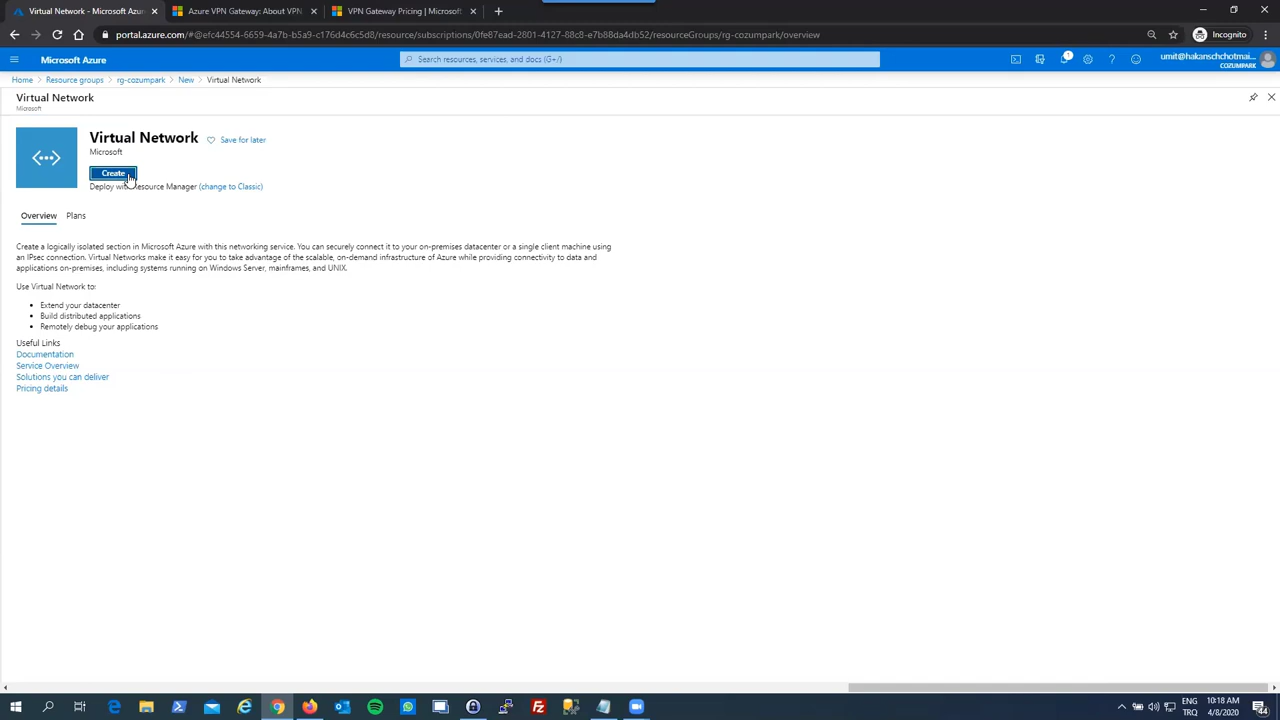 Virtual Network - Microsoft Azu
Azure VPN Gateway: About VPN
VPN Gateway Pricing | Microsoft
portal.azure.com/#@efc44554-6659-4a7b-b5a9-c176d4c6c5d8/resource/subscriptions/0fe87ead-2801-4127-88c8-e7b88da4db52/resourceGroups/rg-cozumpark/overview
Incognito
Microsoft Azure
Search resources, services, and docs (G+/)
1
umit@hakanschotmai...
COZUMPARK
Home > Resource groups > rg-cozumpark > New > Virtual Network
Virtual Network
Microsoft
Virtual Network
Save for later
Microsoft
Create
Deploy with Resource Manager (change to Classic)
Overview Plans
Create a logically isolated section in Microsoft Azure with this networking service. You can securely connect it to your on-premises datacenter or a single client machine using
an IPsec connection. Virtual Networks make it easy for you to take advantage of the scalable, on-demand infrastructure of Azure while providing connectivity to data and
applications on-premises, including systems running on Windows Server, mainframes, and UNIX.
Use Virtual Network to:
• Extend your datacenter
• Build distributed applications
• Remotely debug your applications
Useful Links
Documentation
Service Overview
Solutions you can deliver
Pricing details
ENG
TRQ
10:18 AM
4/8/2020